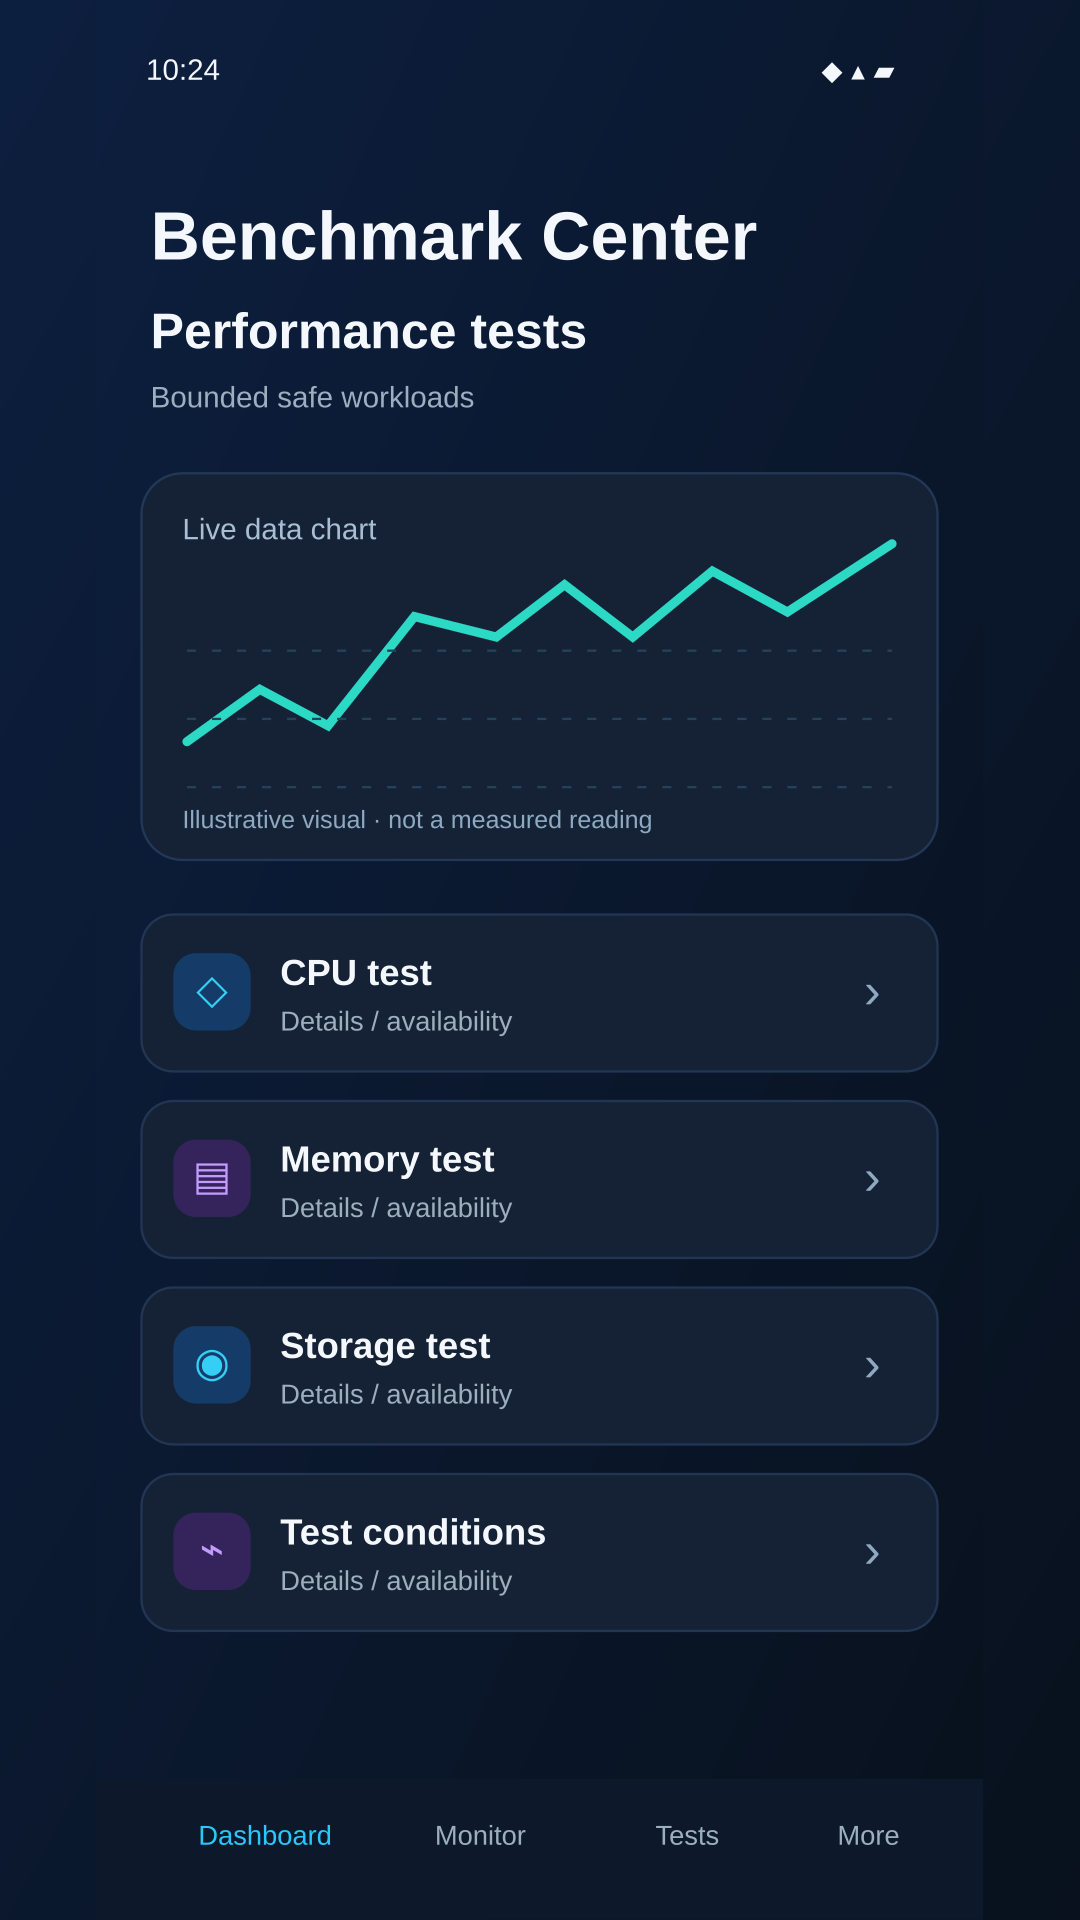 10:24
Benchmark Center
Performance tests
Bounded safe workloads
Live data chart
Illustrative visual · not a measured reading
CPU test
Details / availability
Memory test
Details / availability
Storage test
Details / availability
Test conditions
Details / availability
Dashboard Monitor Tests More